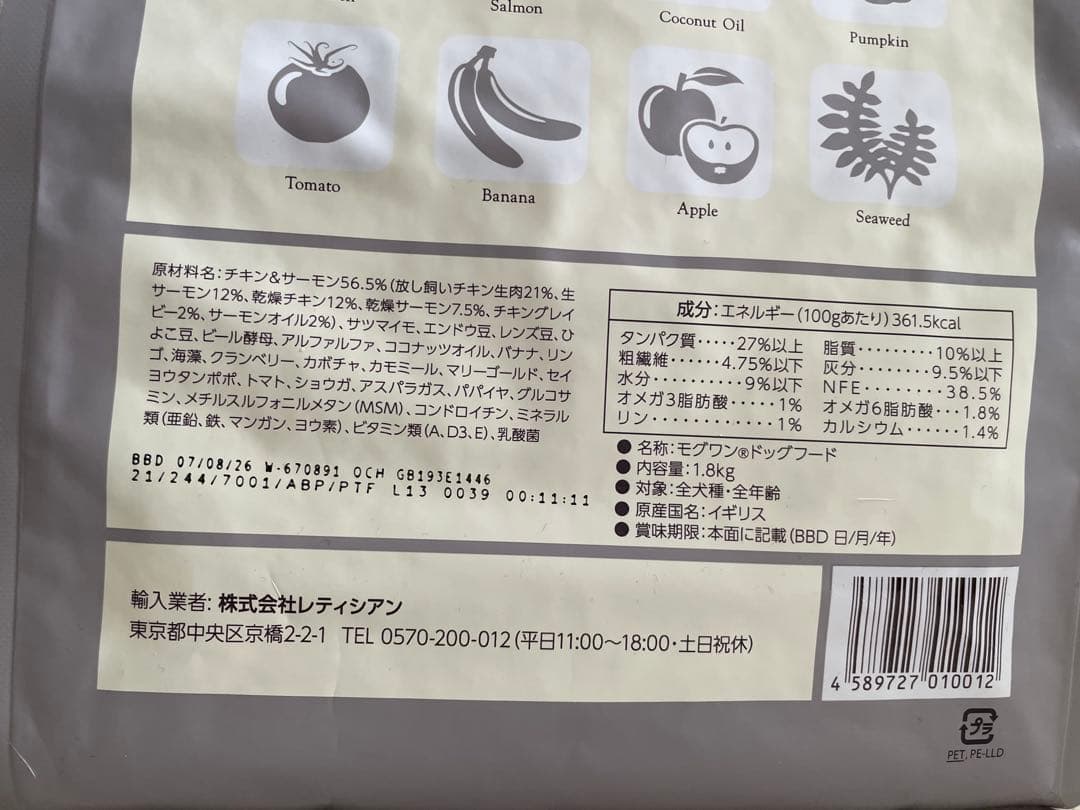 Salmon
Coconut Oil
Pumpkin
Tomato
Banana
Apple
Seaweed
原材料名:チキン&サーモン56.5%(放し飼いチキン生肉21%、生
サーモン12%、乾燥チキン12%、乾燥サーモン7.5%、チキングレイ
ビー2%、サーモンオイル2%)、サツマイモ、エンドウ豆、レンズ豆、ひ
よこ豆、ビール酵母、アルファルファ、ココナッツオイル、バナナ、リン
ゴ、海藻、クランベリー、カボチャ、カモミール、マリーゴールド、セイ
ヨウタンポポ、トマト、ショウガ、アスパラガス、パパイヤ、グルコサ
ミン、メチルスルフォニルメタン(MSM)、コンドロイチン、ミネラル
類(亜鉛、鉄、マンガン、ヨウ素)、ビタミン類(A、D3、E)、乳酸菌
BBD 07/08/26 W-670891 OCH GB193E1446
21/244/7001/ABP/PTF L13 0039 00:11:11
成分:エネルギー(100gあたり)361.5kcal
タンパク質·····27%以上 脂質·········10%以上
粗繊維·······4.75%以下 灰分········9.5%以下
水分··········9%以下 NFE·········38.5%
オメガ3脂肪酸·····1% オメガ6脂肪酸···1.8%
リン············1% カルシウム······1.4%
● 名称:モグワン®ドッグフード
● 内容量:1.8kg
● 対象:全犬種・全年齢
● 原産国名:イギリス
● 賞味期限:本面に記載(BBD 日/月/年)
輸入業者: 株式会社レティシアン
東京都中央区京橋2-2-1 TEL 0570-200-012(平日11:00〜18:00・土日祝休)
4 589727 010012
プラ
PET, PE-LLD